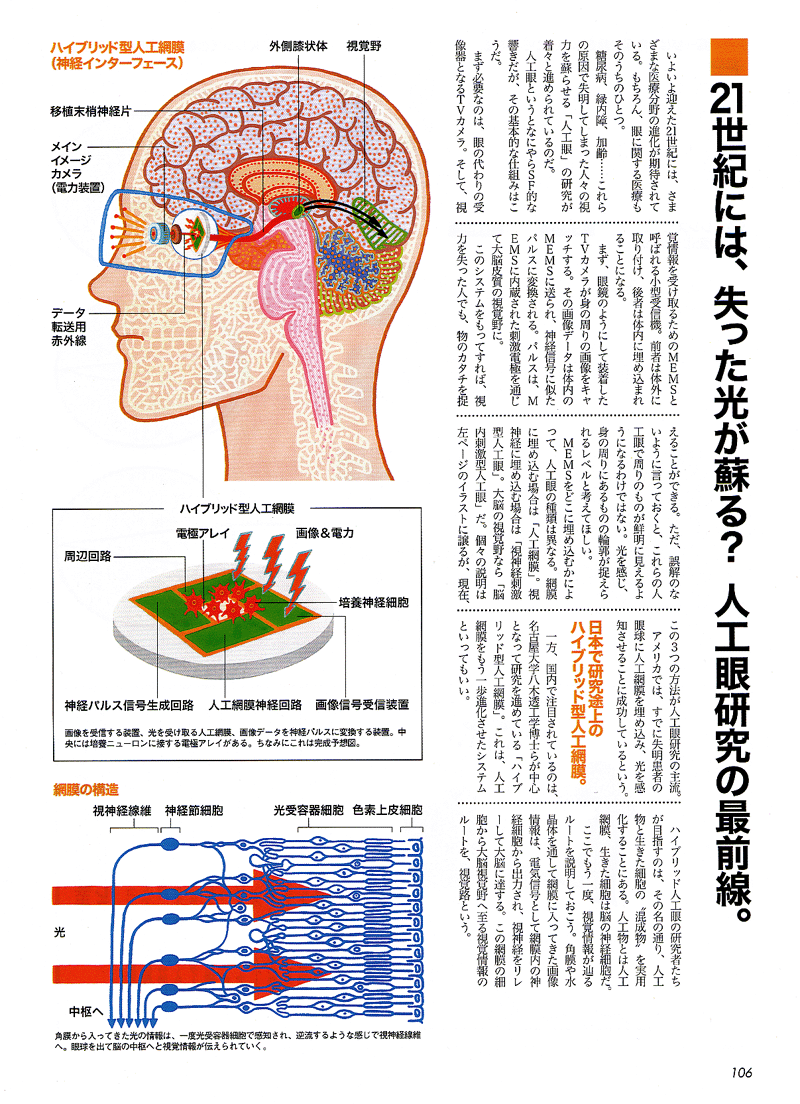 21世紀には、失った光が蘇る? 人工眼研究の最前線。
いよいよ迎えた21世紀には、さま
ざまな医療分野の進化が期待されて
いる。もちろん、眼に関する医療も
そのうちのひとつ。
糖尿病、緑内障、加齢……これら
の原因で失明してしまった人々の視
力を蘇らせる「人工眼」の研究が
着々と進められているのだ。
人工眼というとなにやらSF的な
響きだが、その基本的な仕組みはこ
うだ。
まず必要なのは、眼の代わりの受
像器となるTVカメラ。そして、視
覚情報を受け取るためのMEMSと
呼ばれる小型受信機。前者は体外に
取り付け、後者は体内に埋め込まれ
ることになる。
まず、眼鏡のようにして装着した
TVカメラが身の周りの画像をキャ
ッチする。その画像データは体内の
MEMSに送られ、神経信号に似た
パルスに変換される。パルスは、M
EMSに内蔵された刺激電極を通じ
て大脳皮質の視覚野に。
このシステムをもってすれば、視
力を失った人でも、物のカタチを捉
えることができる。ただ、誤解のな
いように言っておくと、これらの人
工眼で周りのものが鮮明に見えるよ
うになるわけではない。光を感じ、
身の周りにあるものの輪郭が捉えら
れるレベルと考えてほしい。
MEMSをどこに埋め込むかによ
って、人工眼の種類は異なる。網膜
に埋め込む場合は「人工網膜」。視
神経に埋め込む場合は「視神経刺激
型人工眼」。大脳の視覚野なら「脳
内刺激型人工眼」だ。個々の説明は
左ページのイラストに譲るが、現在、
この3つの方法が人工眼研究の主流。
アメリカでは、すでに失明患者の
眼球に人工網膜を埋め込み、光を感
知させることに成功しているという。
日本で研究途上の
ハイブリッド型人工網膜。
一方、国内で注目されているのは、
名古屋大学八木透工学博士らが中心
となって研究を進めている「ハイブ
リッド型人工網膜」。これは、人工
網膜をもう一歩進化させたシステム
といってもいい。
ハイブリッド人工眼の研究者たち
が目指すのは、その名の通り、人工
物と生きた細胞の〝混成物〟を実用
化することにある。人工物とは人工
網膜、生きた細胞は脳の神経細胞だ。
ここでもう一度、視覚情報が辿る
ルートを説明しておこう。角膜や水
晶体を通して網膜に入ってきた画像
情報は、電気信号として網膜内の神
経細胞から出力され、視神経をリレ
ーして大脳に達する。この網膜の細
胞から大脳視覚野へ至る視覚情報の
ルートを、視覚路という。
ハイブリッド型人工網膜
(神経インターフェース)
外側膝状体
視覚野
移植末梢神経片
メイン
イメージ
カメラ
(電力装置)
データ
転送用
赤外線
ハイブリッド型人工網膜
電極アレイ
画像&電力
周辺回路
培養神経細胞
神経パルス信号生成回路
人工網膜神経回路
画像信号受信装置
画像を受信する装置、光を受け取る人工網膜、画像データを神経パルスに変換する装置。中
央には培養ニューロンに接する電極アレイがある。ちなみにこれは完成予想図。
網膜の構造
視神経線維
神経節細胞
光受容器細胞
色素上皮細胞
光
中枢へ
角膜から入ってきた光の情報は、一度光受容器細胞で感知され、逆流するような感じで視神経線維
へ。眼球を出て脳の中枢へと視覚情報が伝えられていく。
106